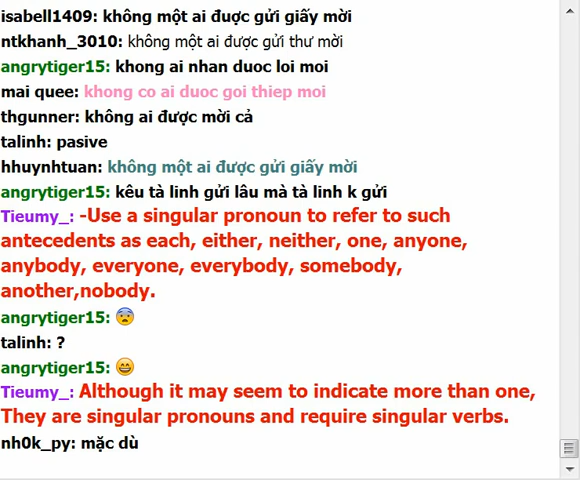 isabell1409: không một ai được gửi giấy mời
ntkhanh_3010: không một ai được gửi thư mời
angrytiger15: khong ai nhan duoc loi moi
mai quee: khong co ai duoc goi thiep moi
thgunner: không ai được mời cả
talinh: pasive
hhuynhtuan: không một ai được gửi giấy mời
angrytiger15: kêu tà linh gửi lâu mà tà linh k gửi
Tieumy_: -Use a singular pronoun to refer to such
antecedents as each, either, neither, one, anyone,
anybody, everyone, everybody, somebody,
another,nobody.
angrytiger15: 😨
talinh: ?
angrytiger15: 😄
Tieumy_: Although it may seem to indicate more than one,
They are singular pronouns and require singular verbs.
nh0k_py: mặc dù